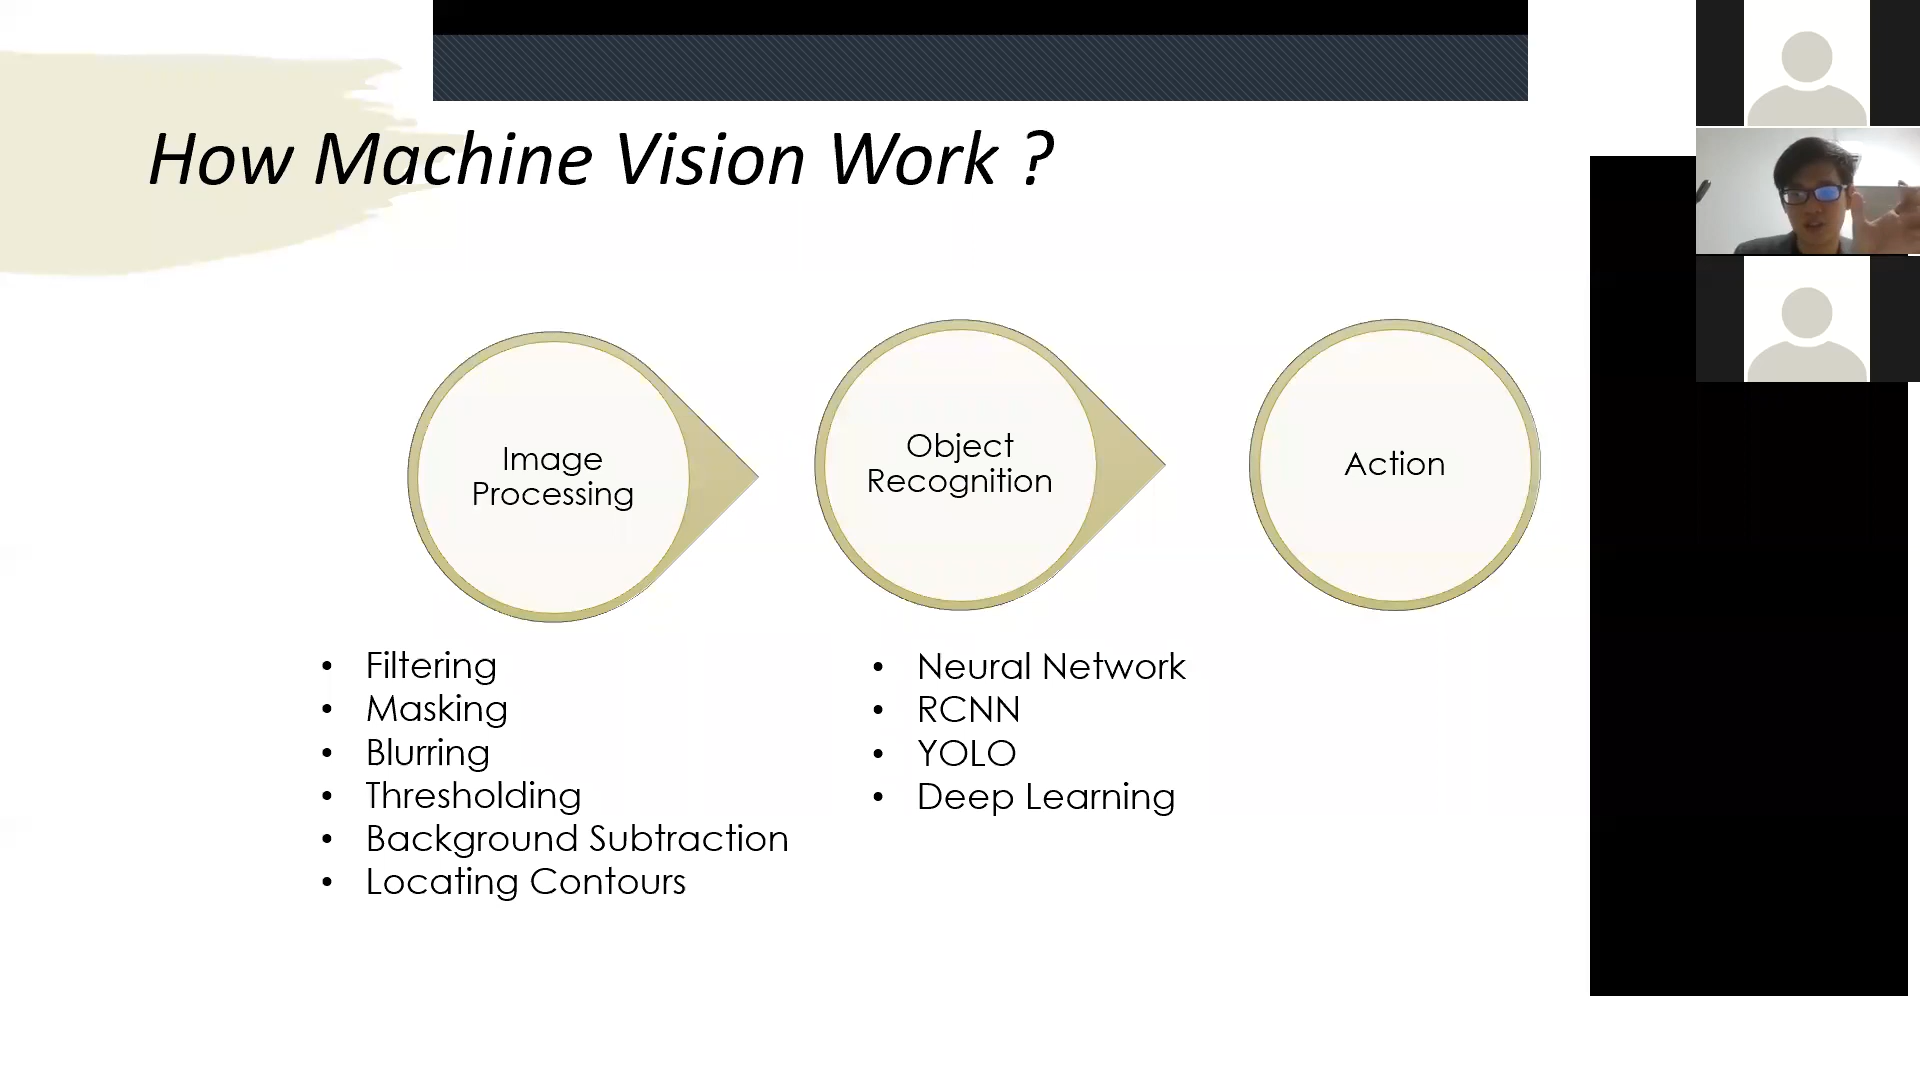 How Machine Vision Work ?
Image
Processing
Object
Recognition
Action
• Filtering
• Masking
• Blurring
• Thresholding
• Background Subtraction
• Locating Contours
• Neural Network
• RCNN
• YOLO
• Deep Learning